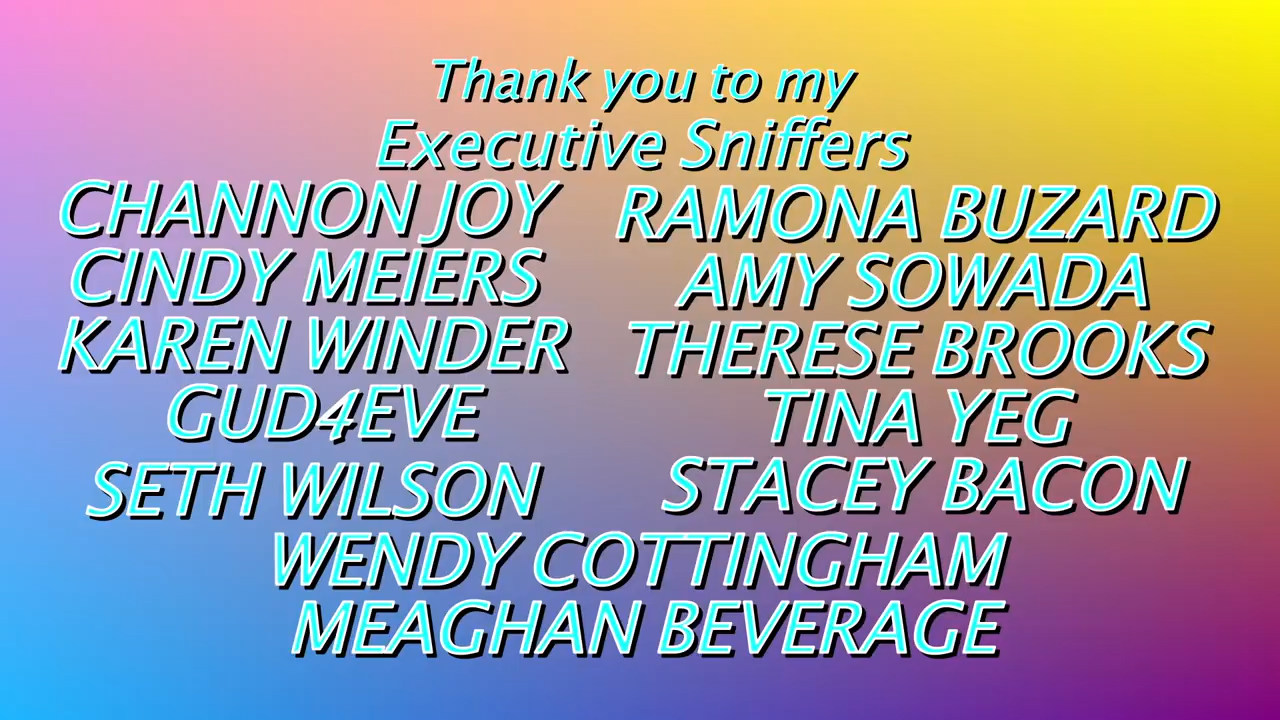 Thank you to my
Executive Sniffers
CHANNON JOY
CINDY MEIERS
KAREN WINDER
GUD4EVE
SETH WILSON
RAMONA BUZARD
AMY SOWADA
THERESE BROOKS
TINA YEG
STACEY BACON
WENDY COTTINGHAM
MEAGHAN BEVERAGE